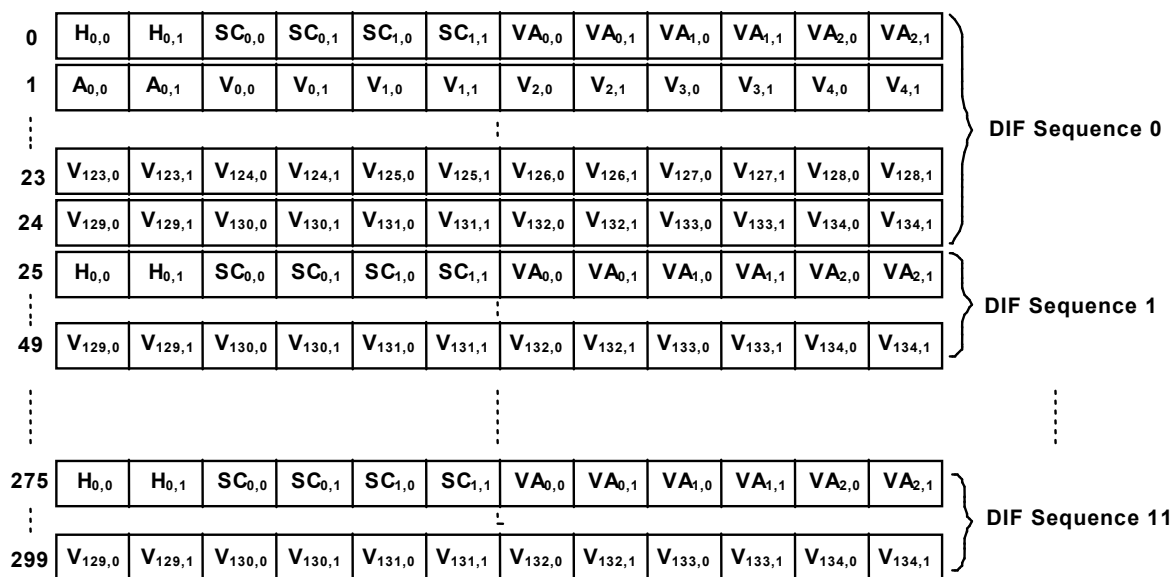 0 H0,0 H0,1 SC0,0 SC0,1 SC1,0 SC1,1 VA0,0 VA0,1 VA1,0 VA1,1 VA2,0 VA2,1
1 A0,0 A0,1 V0,0 V0,1 V1,0 V1,1 V2,0 V2,1 V3,0 V3,1 V4,0 V4,1
DIF Sequence 0
23 V123,0 V123,1 V124,0 V124,1 V125,0 V125,1 V126,0 V126,1 V127,0 V127,1 V128,0 V128,1
24 V129,0 V129,1 V130,0 V130,1 V131,0 V131,1 V132,0 V132,1 V133,0 V133,1 V134,0 V134,1
25 H0,0 H0,1 SC0,0 SC0,1 SC1,0 SC1,1 VA0,0 VA0,1 VA1,0 VA1,1 VA2,0 VA2,1
DIF Sequence 1
49 V129,0 V129,1 V130,0 V130,1 V131,0 V131,1 V132,0 V132,1 V133,0 V133,1 V134,0 V134,1
275 H0,0 H0,1 SC0,0 SC0,1 SC1,0 SC1,1 VA0,0 VA0,1 VA1,0 VA1,1 VA2,0 VA2,1
DIF Sequence 11
299 V129,0 V129,1 V130,0 V130,1 V131,0 V131,1 V132,0 V132,1 V133,0 V133,1 V134,0 V134,1